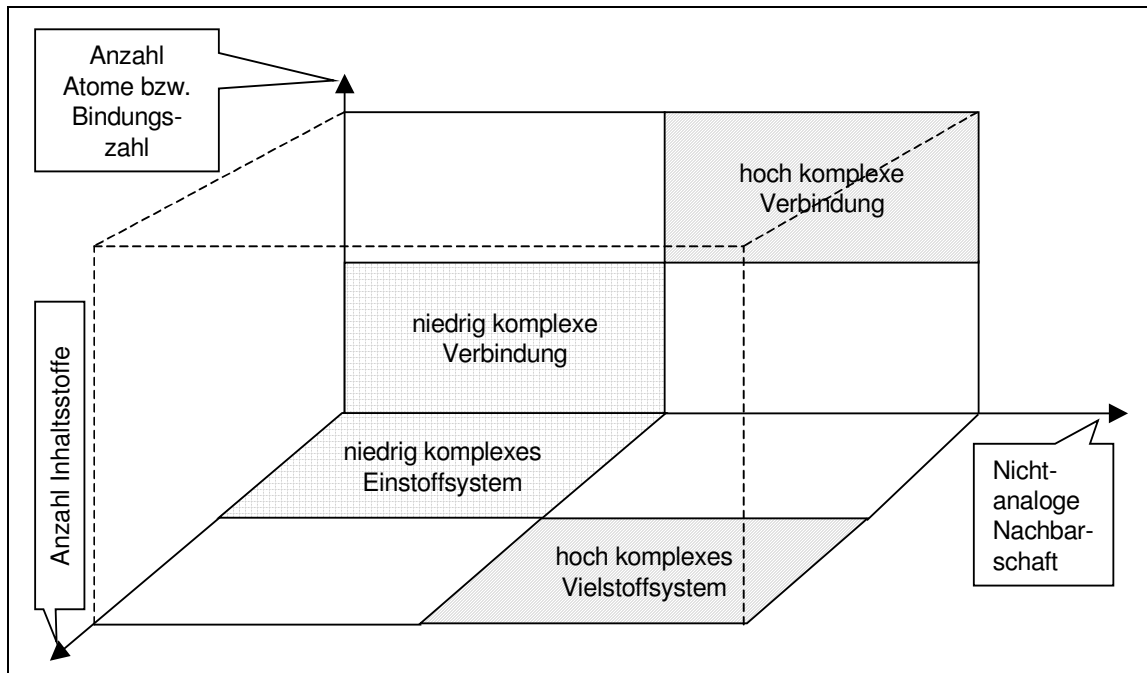 Anzahl
Atome bzw.
Bindungs-
zahl
hoch komplexe
Verbindung
niedrig komplexe
Verbindung
Anzahl Inhaltsstoffe
niedrig komplexes
Einstoffsystem
Nicht-
analoge
Nachbar-
schaft
hoch komplexes
Vielstoffsystem